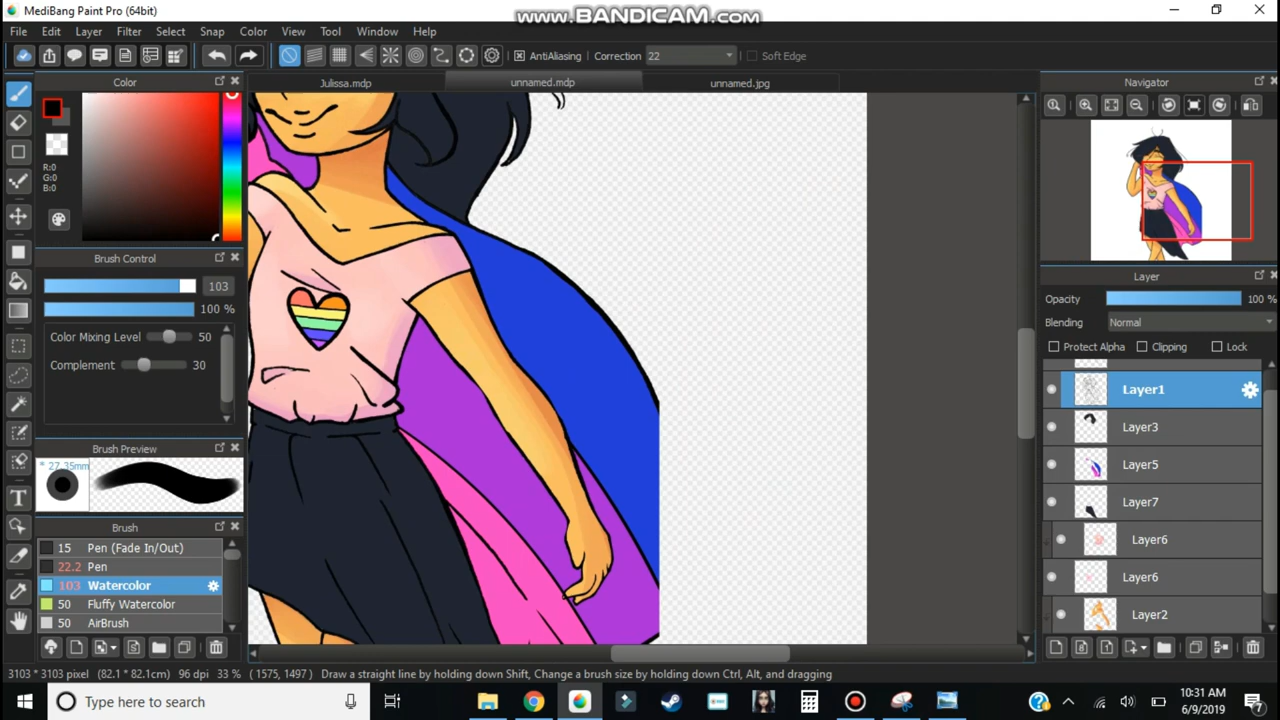 MediBang Paint Pro (64bit)
www.BANDICAM.com
File Edit Layer Filter Select Snap Color View Tool Window Help
AntiAliasing Correction 22 Soft Edge
Color
Julissa.mdp unnamed.mdp unnamed.jpg
Navigator
R:0
G:0
B:0
Brush Control
103
100 %
Color Mixing Level 50
Complement 30
Brush Preview
* 27.35mm
Brush
15 Pen (Fade In/Out)
22.2 Pen
103 Watercolor
50 Fluffy Watercolor
50 AirBrush
Layer
Opacity 100 %
Blending Normal
Protect Alpha Clipping Lock
Layer1
Layer3
Layer5
Layer7
Layer6
Layer6
Layer2
3103 * 3103 pixel (82.1 * 82.1cm) 96 dpi 33 % ( 1575, 1497 ) Draw a straight line by holding down Shift, Change a brush size by holding down Ctrl, Alt, and dragging
Type here to search
10:31 AM
6/9/2019